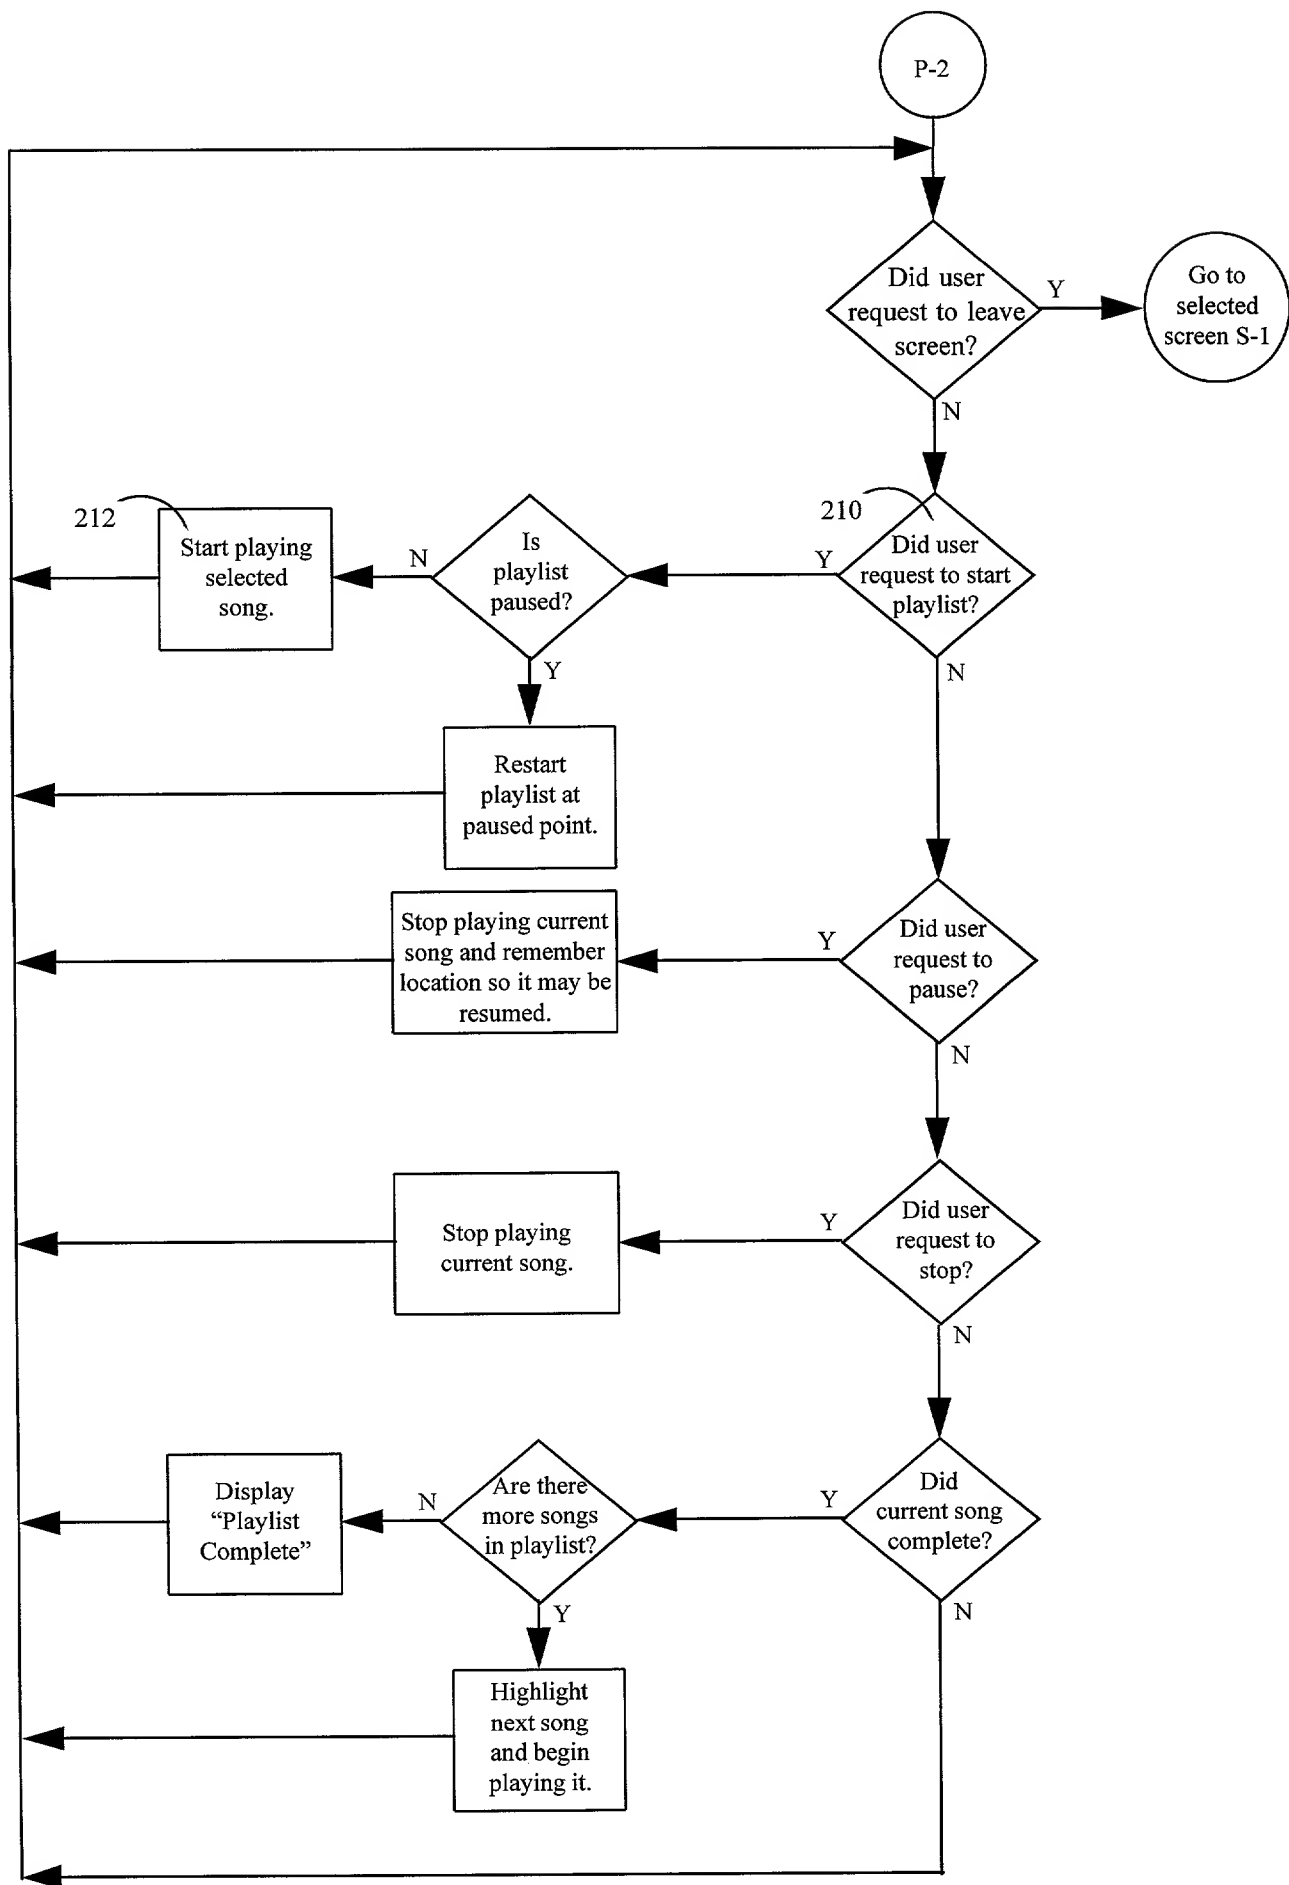 P-2
Did user
request to leave
screen?
Y
Go to
selected
screen S-1
N
212
Start playing
selected
song.
N
Is
playlist
paused?
Y
210
Did user
request to start
playlist?
Y
N
Restart
playlist at
paused point.
Stop playing current
song and remember
location so it may be
resumed.
Y
Did user
request to
pause?
N
Stop playing
current song.
Y
Did user
request to
stop?
N
Display
“Playlist
Complete”
N
Are there
more songs
in playlist?
Y
Did
current song
complete?
Y
N
Highlight
next song
and begin
playing it.